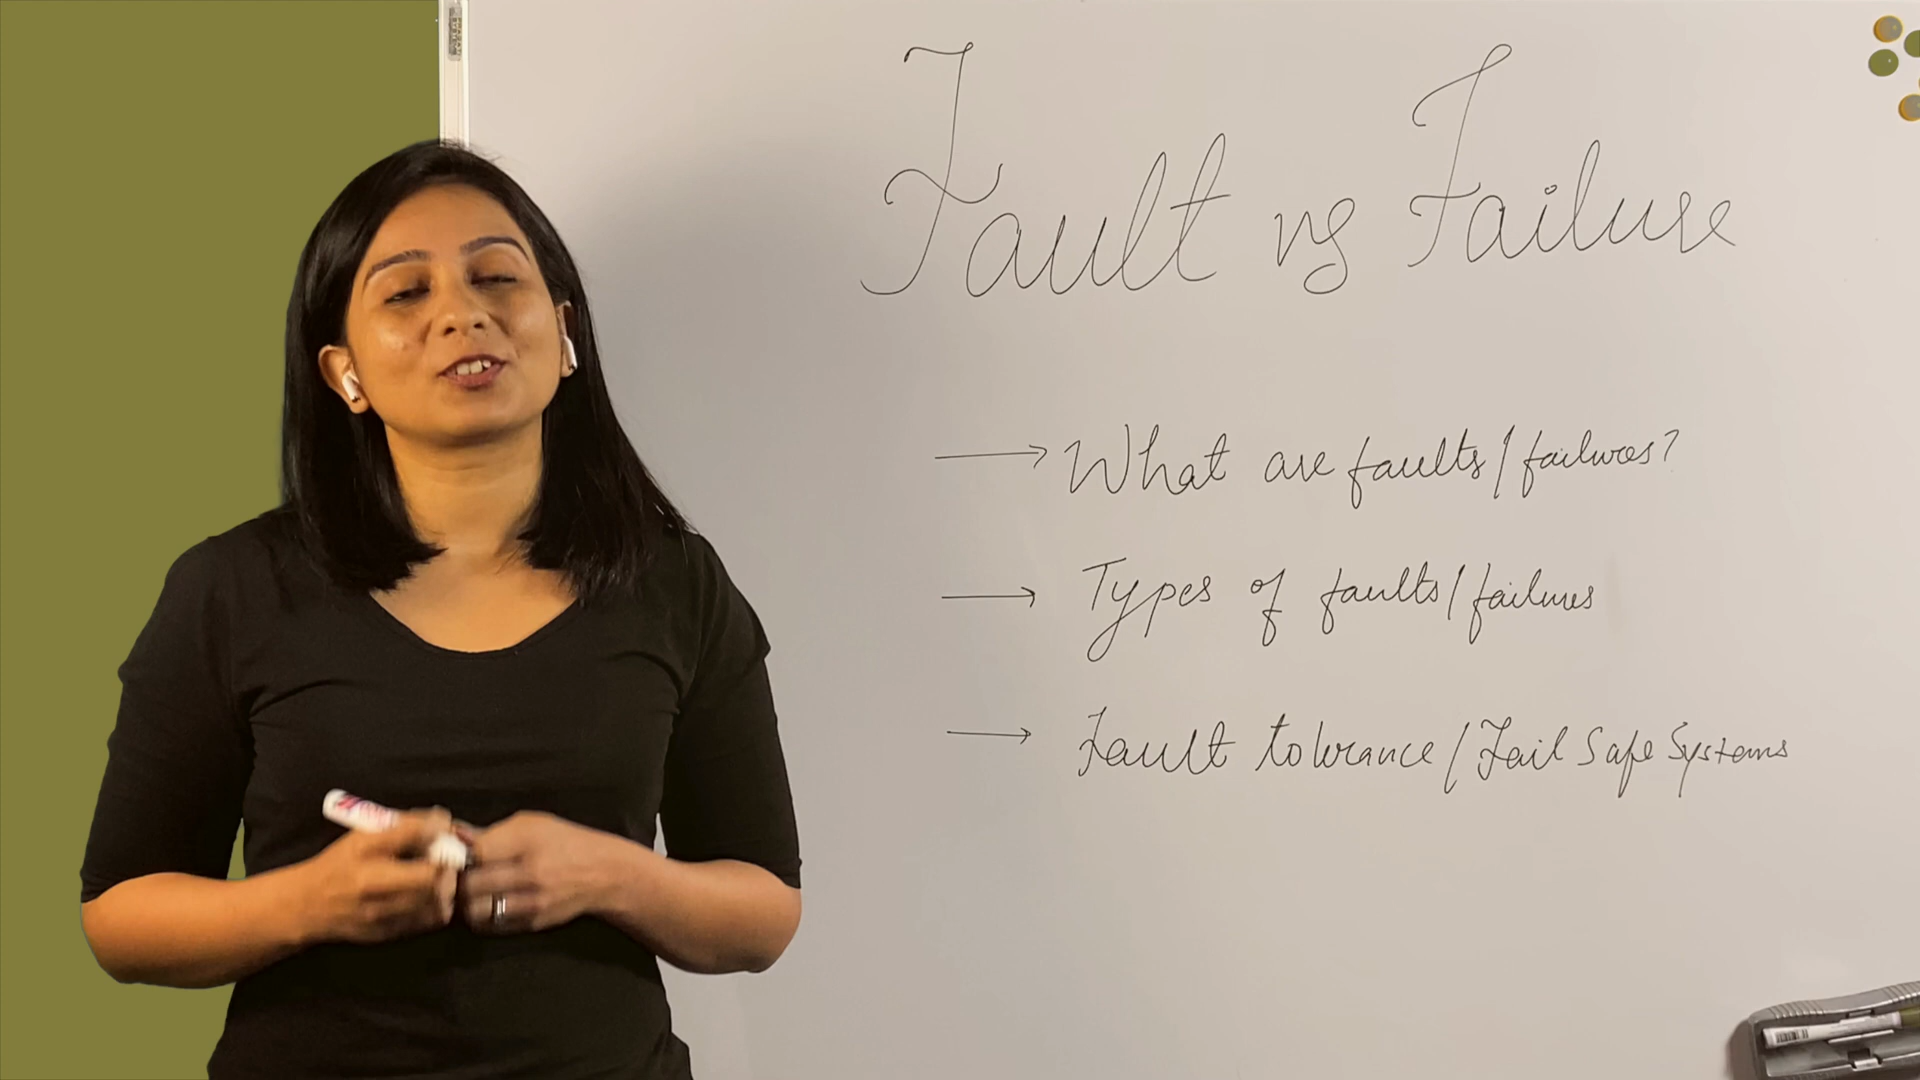 Fault vs Failure
→ What are faults/failures?
→ Types of faults/failures
→ Fault tolerance/Fail Safe Systems